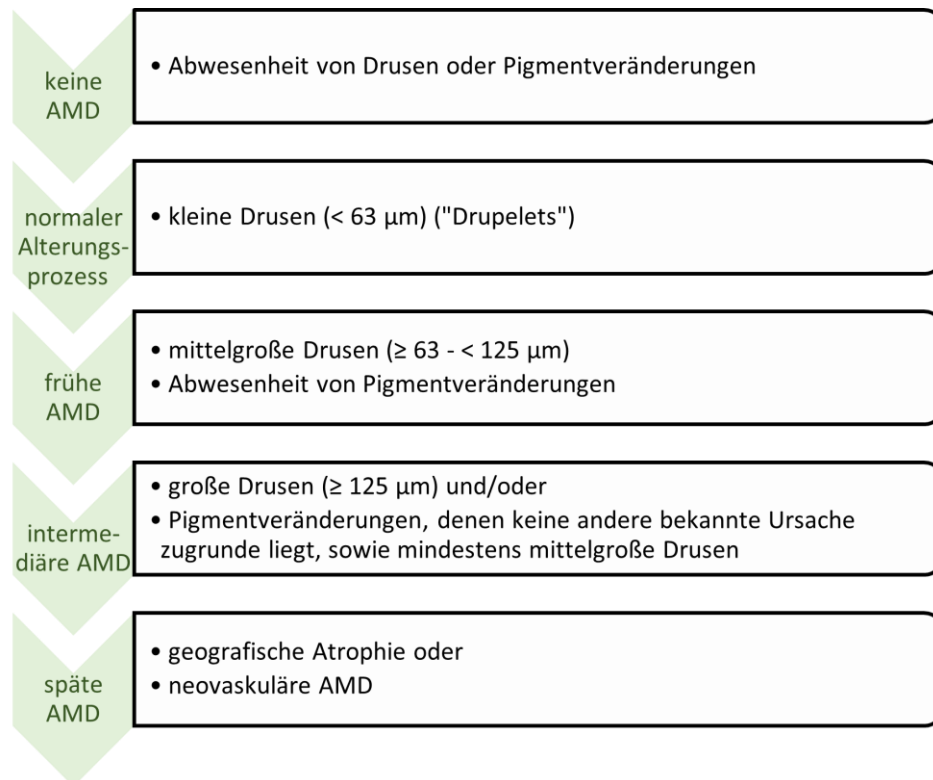 keine
AMD
• Abwesenheit von Drusen oder Pigmentveränderungen
normaler
Alterungs-
prozess
• kleine Drusen (< 63 µm) ("Drupelets")
frühe
AMD
• mittelgroße Drusen (≥ 63 - < 125 µm)
• Abwesenheit von Pigmentveränderungen
interme-
diäre AMD
• große Drusen (≥ 125 µm) und/oder
• Pigmentveränderungen, denen keine andere bekannte Ursache
zugrunde liegt, sowie mindestens mittelgroße Drusen
späte
AMD
• geografische Atrophie oder
• neovaskuläre AMD